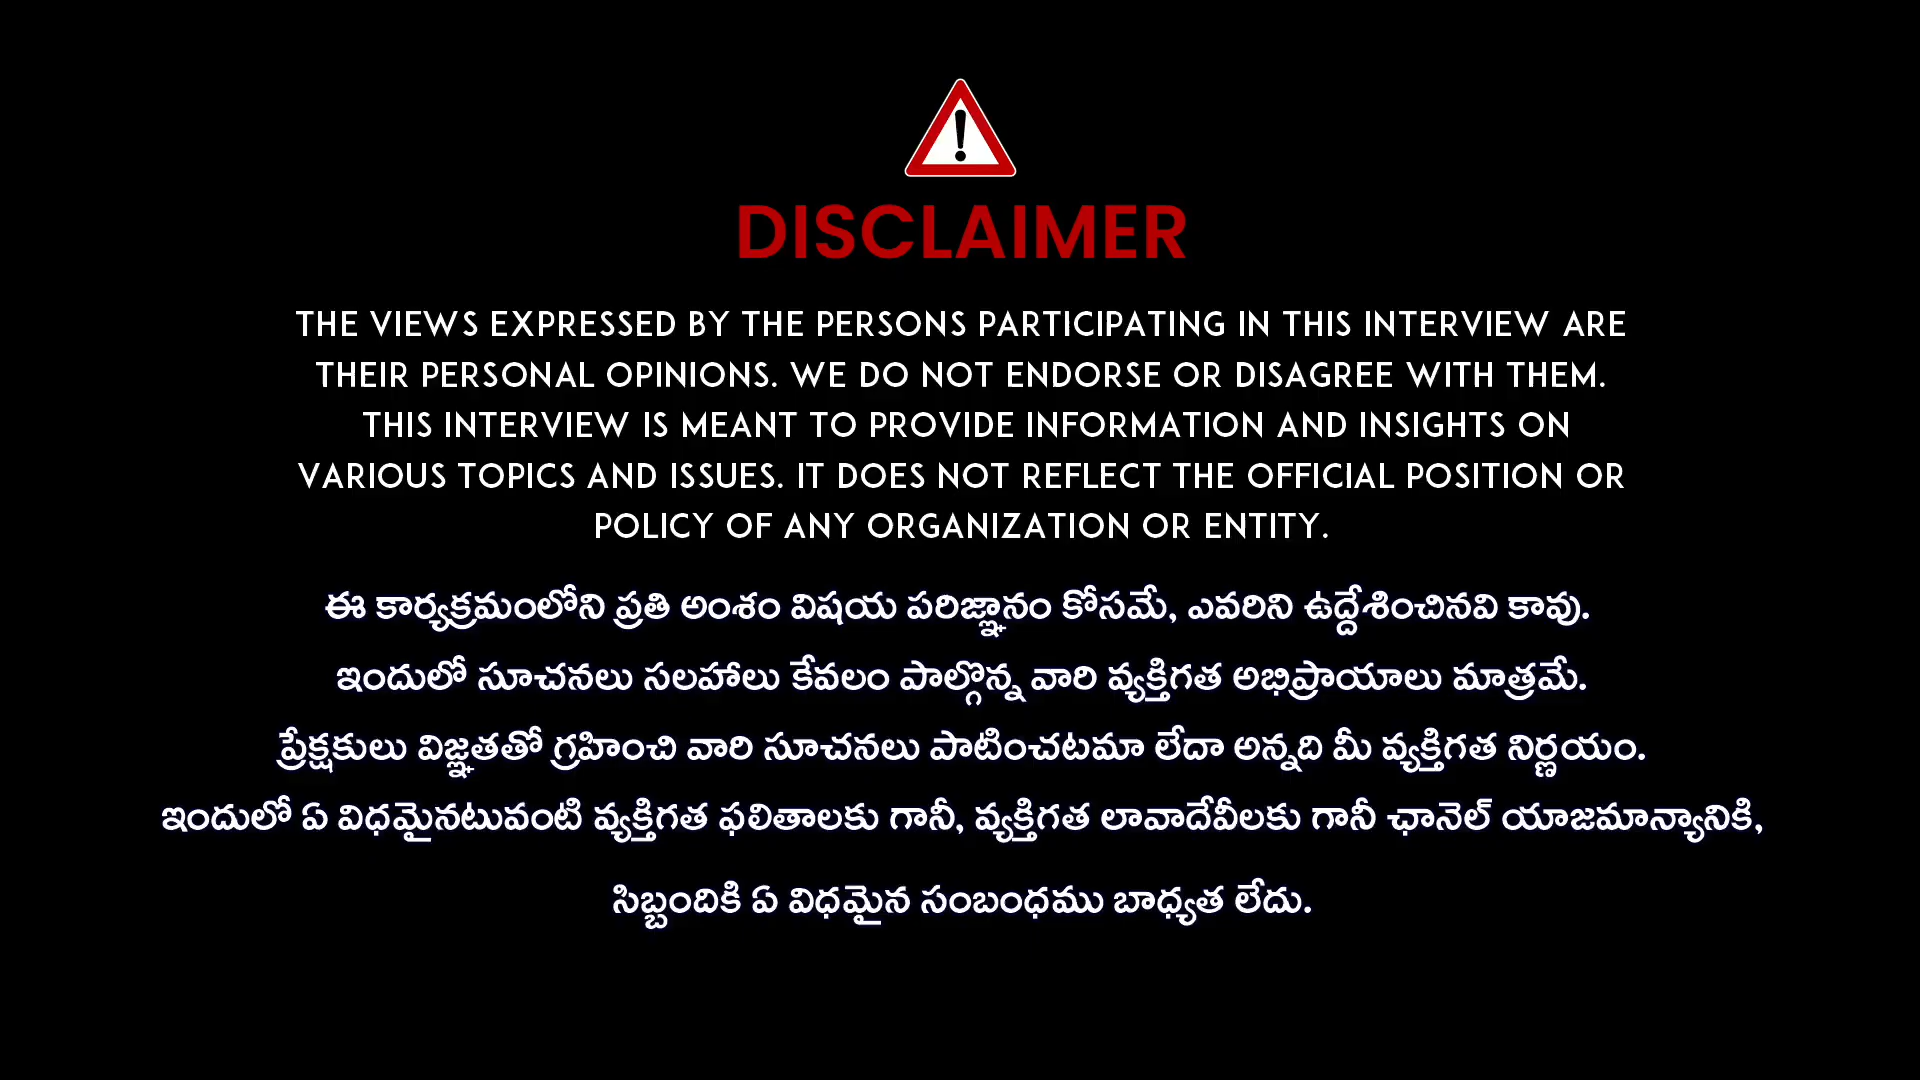 DISCLAIMER
THE VIEWS EXPRESSED BY THE PERSONS PARTICIPATING IN THIS INTERVIEW ARE
THEIR PERSONAL OPINIONS. WE DO NOT ENDORSE OR DISAGREE WITH THEM.
THIS INTERVIEW IS MEANT TO PROVIDE INFORMATION AND INSIGHTS ON
VARIOUS TOPICS AND ISSUES. IT DOES NOT REFLECT THE OFFICIAL POSITION OR
POLICY OF ANY ORGANIZATION OR ENTITY.
ఈ కార్యక్రమంలోని ప్రతి అంశం విషయ పరిజ్ఞానం కోసమే, ఎవరిని ఉద్దేశించినవి కావు.
ఇందులో సూచనలు సలహాలు కేవలం పాల్గొన్న వారి వ్యక్తిగత అభిప్రాయాలు మాత్రమే.
ప్రేక్షకులు విజ్ఞతతో గ్రహించి వారి సూచనలు పాటించటమా లేదా అన్నది మీ వ్యక్తిగత నిర్ణయం.
ఇందులో ఏ విధమైనటువంటి వ్యక్తిగత ఫలితాలకు గానీ, వ్యక్తిగత లావాదేవీలకు గానీ ఛానెల్ యాజమాన్యానికి,
సిబ్బందికి ఏ విధమైన సంబంధము బాధ్యత లేదు.